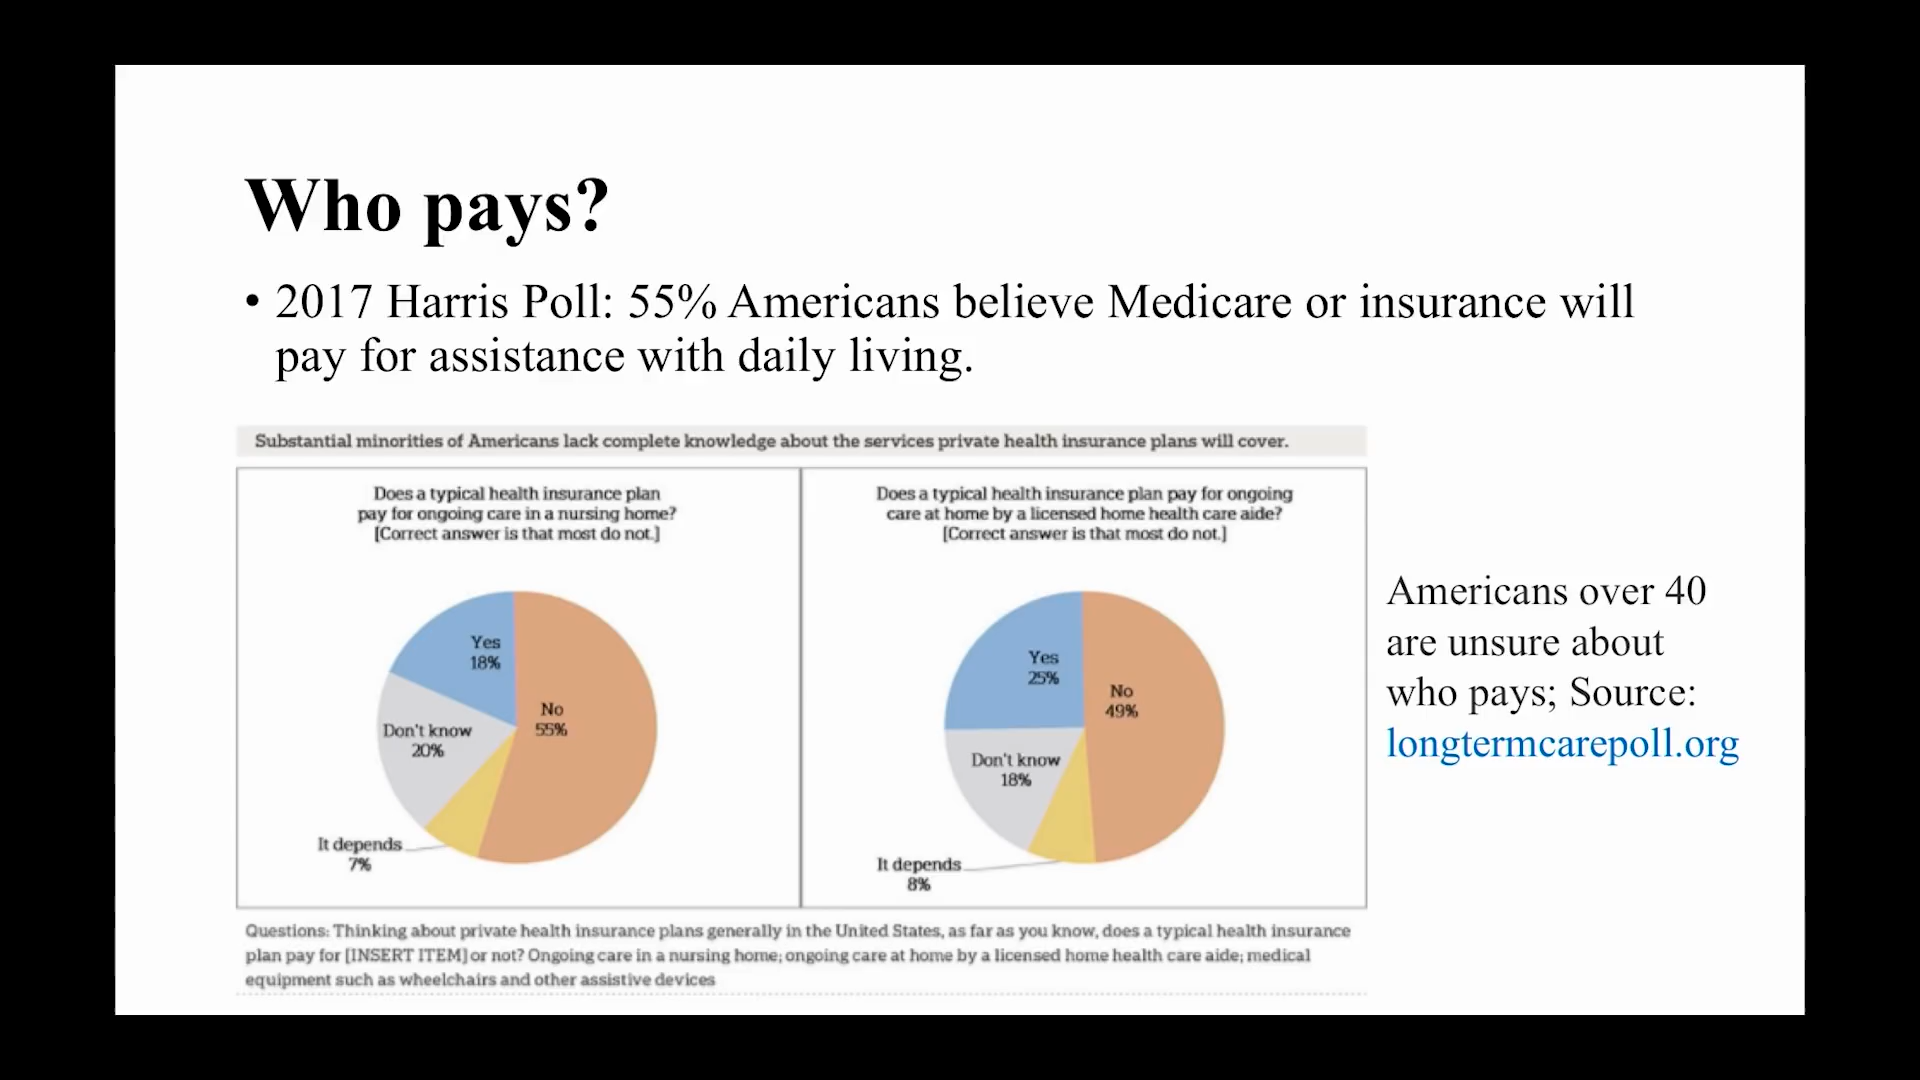 Who pays?
• 2017 Harris Poll: 55% Americans believe Medicare or insurance will
pay for assistance with daily living.
Substantial minorities of Americans lack complete knowledge about the services private health insurance plans will cover.
Does a typical health insurance plan
pay for ongoing care in a nursing home?
[Correct answer is that most do not.]
Yes
18%
No
55%
Don't know
20%
It depends
7%
Does a typical health insurance plan pay for ongoing
care at home by a licensed home health care aide?
[Correct answer is that most do not.]
Yes
25%
No
49%
Don't know
18%
It depends
8%
Americans over 40
are unsure about
who pays; Source:
longtermcarepoll.org
Questions: Thinking about private health insurance plans generally in the United States, as far as you know, does a typical health insurance
plan pay for [INSERT ITEM] or not? Ongoing care in a nursing home; ongoing care at home by a licensed home health care aide; medical
equipment such as wheelchairs and other assistive devices